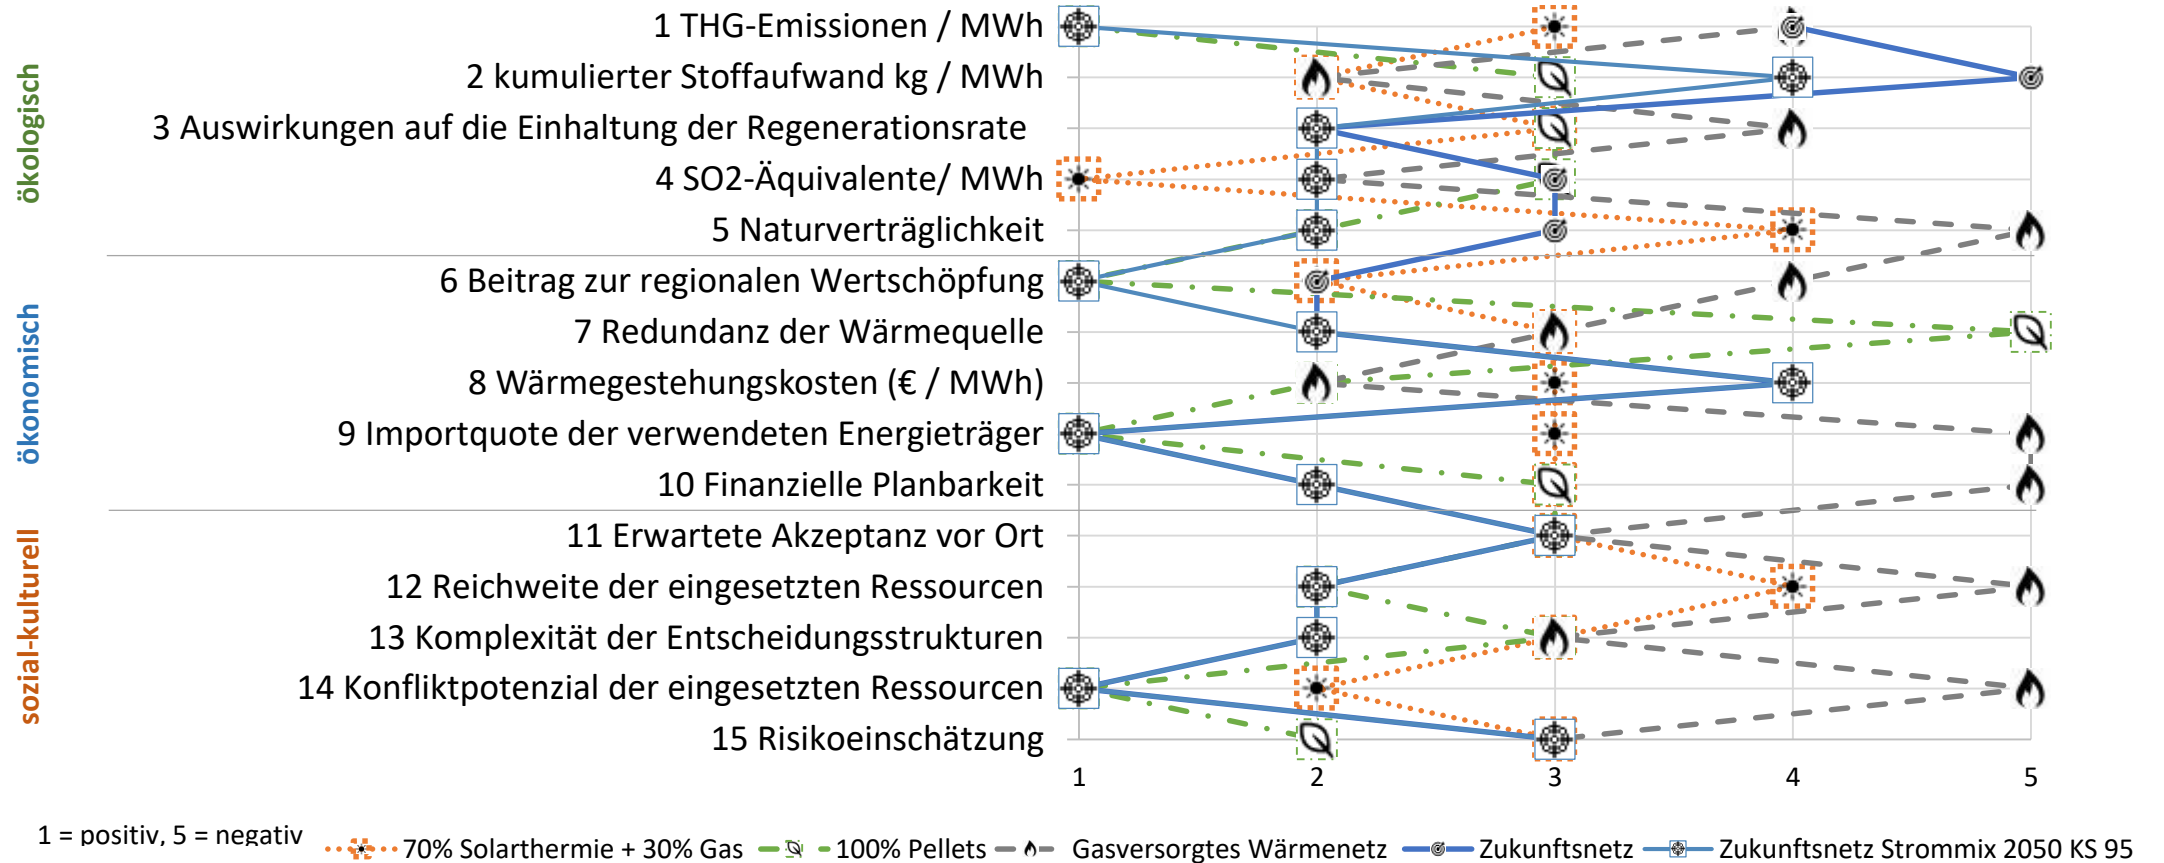 ökologisch
1 THG-Emissionen / MWh
2 kumulierter Stoffaufwand kg / MWh
3 Auswirkungen auf die Einhaltung der Regenerationsrate
4 SO2-Äquivalente/ MWh
5 Naturverträglichkeit
ökonomisch
6 Beitrag zur regionalen Wertschöpfung
7 Redundanz der Wärmequelle
8 Wärmegestehungskosten (€ / MWh)
9 Importquote der verwendeten Energieträger
10 Finanzielle Planbarkeit
sozial-kulturell
11 Erwartete Akzeptanz vor Ort
12 Reichweite der eingesetzten Ressourcen
13 Komplexität der Entscheidungsstrukturen
14 Konfliktpotenzial der eingesetzten Ressourcen
15 Risikoeinschätzung
1 2 3 4 5
1 = positiv, 5 = negativ
70% Solarthermie + 30% Gas 100% Pellets Gasversorgtes Wärmenetz Zukunftsnetz Zukunftsnetz Strommix 2050 KS 95